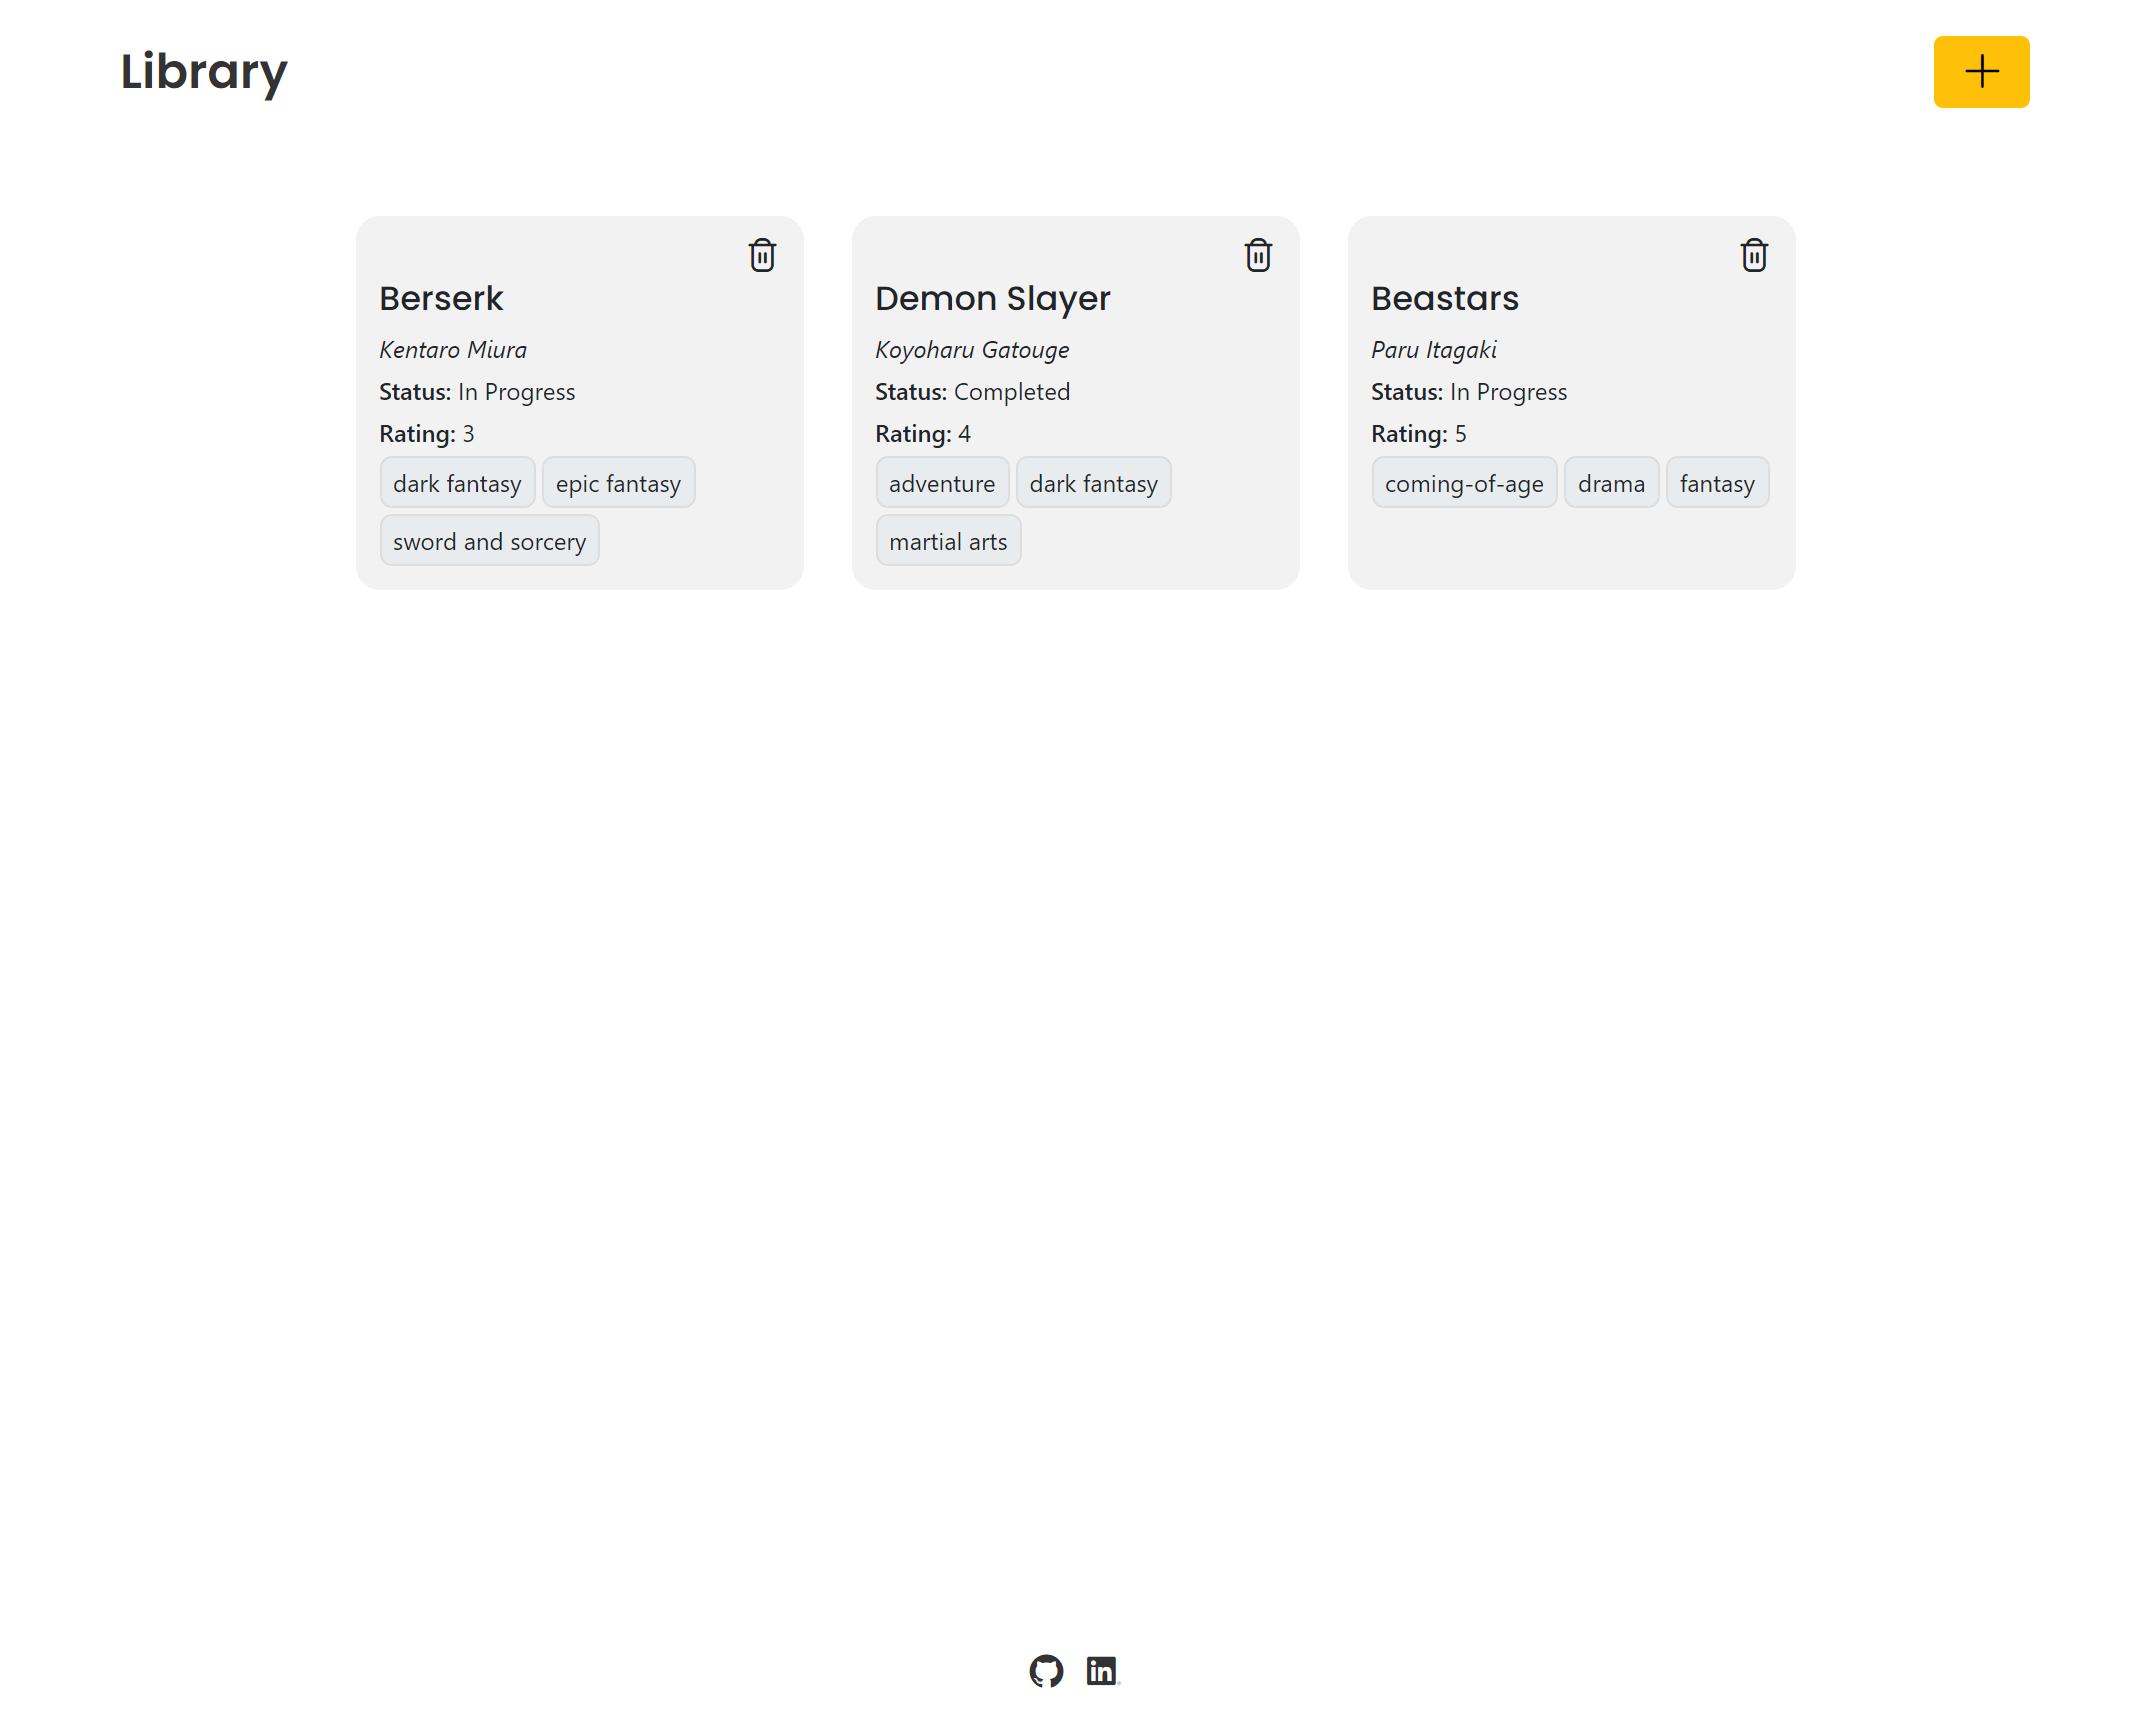 Library
Berserk
Kentaro Miura
Status: In Progress
Rating: 3
dark fantasy epic fantasy
sword and sorcery
Demon Slayer
Koyoharu Gatouge
Status: Completed
Rating: 4
adventure dark fantasy
martial arts
Beastars
Paru Itagaki
Status: In Progress
Rating: 5
coming-of-age drama fantasy
in